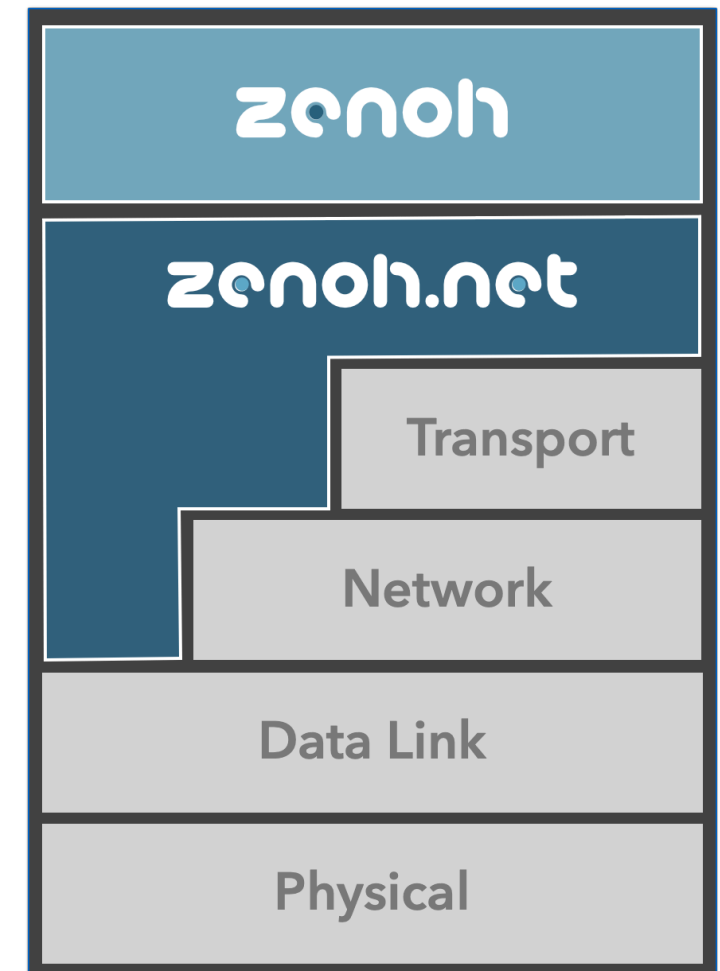 zenoh
zenoh.net
Transport
Network
Data Link
Physical